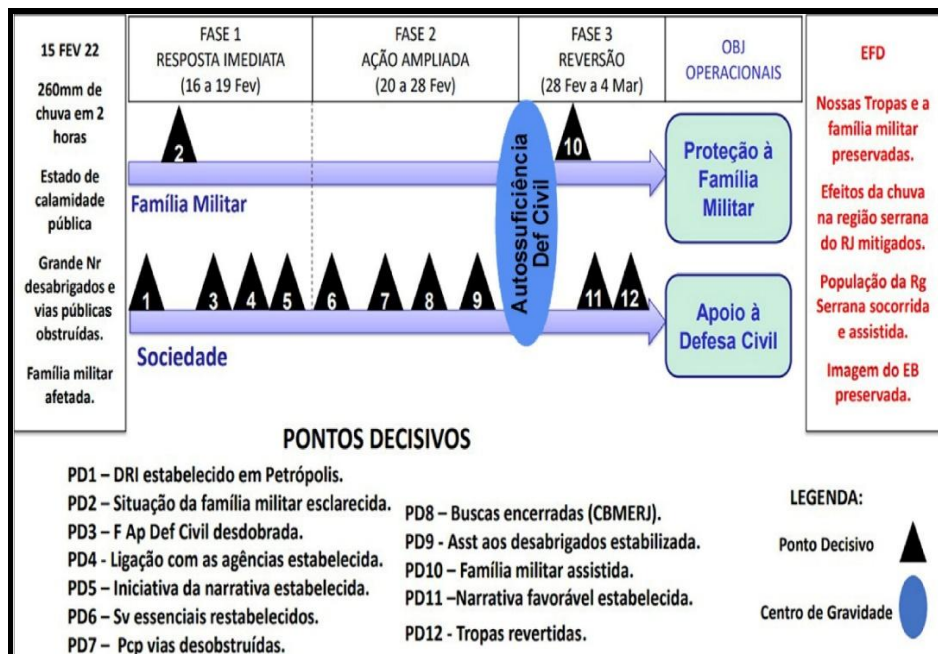 15 FEV 22
260mm
de chuva em 2
horas
Estado de
calamidade
pública
Grande Nr
desabrigados e
vias públicas
obstruídas.
Família militar
afetada.
FASE 1
RESPOSTA IMEDIATA
(16 a 19 Fev)
FASE 2
AÇÃO AMPLIADA
(20 a 28 Fev)
FASE 3
REVERSÃO
(28 Fev a 4 Mar)
OBJ
OPERACIONAIS
2
10
Família Militar
Autossuficiência
Def Civil
Proteção à
Família
Militar
1
3
4
5
6
7
8
9
11
12
Sociedade
Apoio à
Defesa Civil
EFD
Nossas Tropas e a
família militar
preservadas.
Efeitos da chuva
na região serrana
do RJ mitigados.
População da Rg
Serrana socorrida
e assistida.
Imagem do EB
preservada.
PONTOS DECISIVOS
PD1 – DRI estabelecido em Petrópolis.
PD2 – Situação da família militar esclarecida.
PD3 – F Ap Def Civil desdobrada.
PD4 - Ligação com as agências estabelecida.
PD5 – Iniciativa da narrativa estabelecida.
PD6 – Sv essenciais restabelecidos.
PD7 – Pcp vias desobstruídas.
PD8 – Buscas encerradas (CBMERJ).
PD9 - Asst aos desabrigados estabilizada.
PD10 – Família militar assistida.
PD11 –Narrativa favorável estabelecida.
PD12 - Tropas revertidas.
LEGENDA:
Ponto Decisivo
Centro de Gravidade